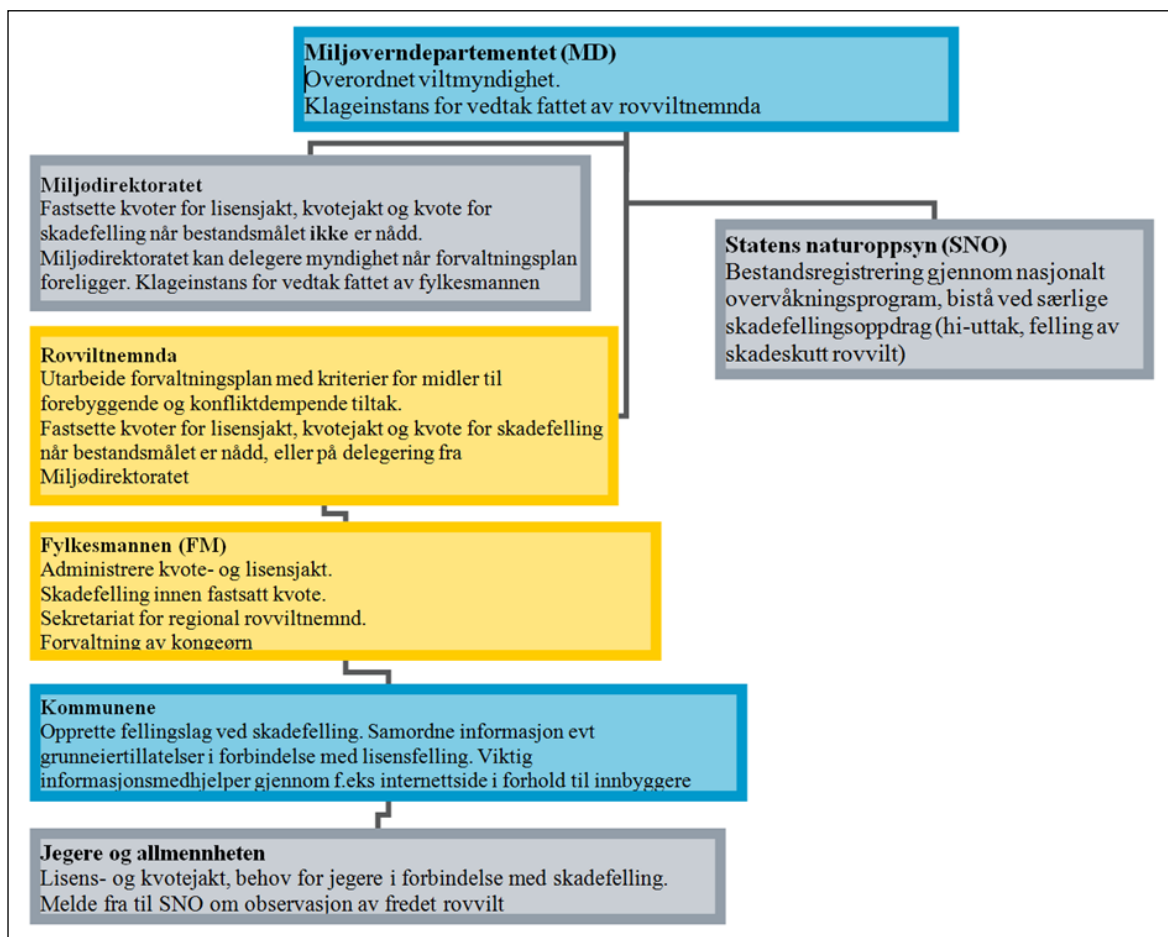 Miljøverndepartementet (MD)
Overordnet viltmyndighet.
Klageinstans for vedtak fattet av rovviltnemnda
Miljødirektoratet
Fastsette kvoter for lisensjakt, kvotejakt og kvote for
skadefelling når bestandsmålet ikke er nådd.
Miljødirektoratet kan delegere myndighet når forvaltningsplan
foreligger. Klageinstans for vedtak fattet av fylkesmannen
Statens naturoppsyn (SNO)
Bestandsregistrering gjennom nasjonalt
overvåkningsprogram, bistå ved særlige
skadefellingsoppdrag (hi-uttak, felling av
skadeskutt rovvilt)
Rovviltnemnda
Utarbeide forvaltningsplan med kriterier for midler til
forebyggende og konfliktdempende tiltak.
Fastsette kvoter for lisensjakt, kvotejakt og kvote for skadefelling
når bestandsmålet er nådd, eller på delegering fra
Miljødirektoratet
Fylkesmannen (FM)
Administrere kvote- og lisensjakt.
Skadefelling innen fastsatt kvote.
Sekretariat for regional rovviltnemnd.
Forvaltning av kongeørn
Kommunene
Opprette fellingslag ved skadefelling. Samordne informasjon evt
grunneiertillatelser i forbindelse med lisensfelling. Viktig
informasjonsmedhjelper gjennom f.eks internettside i forhold til innbyggere
Jegere og allmennheten
Lisens- og kvotejakt, behov for jegere i forbindelse med skadefelling.
Melde fra til SNO om observasjon av fredet rovvilt